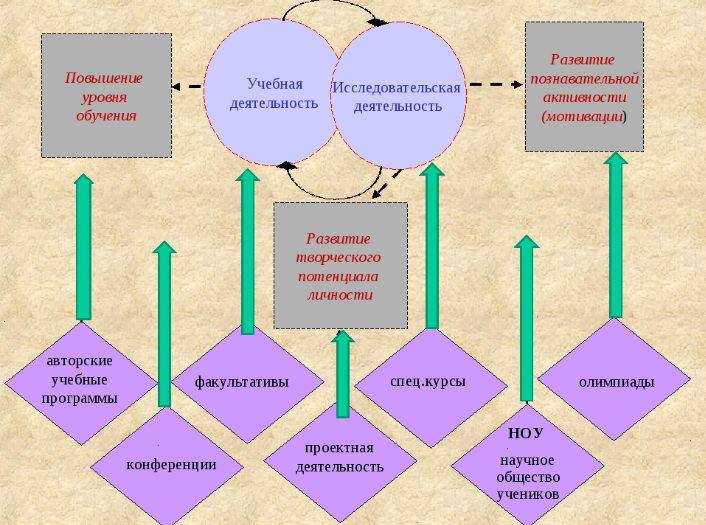 Повышение
уровня
обучения
Учебная
деятельность
Исследовательская
деятельность
Развитие
познавательной
активности
(мотивации)
Развитие
творческого
потенциала
личности
авторские
учебные
программы
конференции
факультативы
проектная
деятельность
спец.курсы
НОУ
научное
общество
учеников
олимпиады